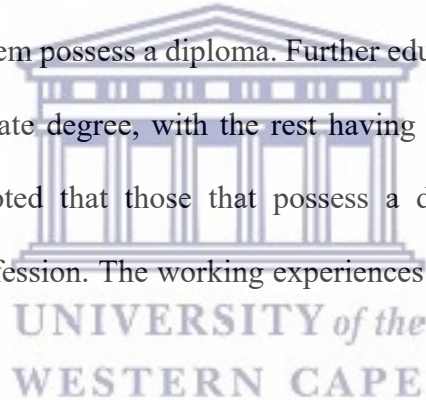 em possess a diploma. Further edu
ate degree, with the rest having
oted that those that possess a d
fession. The working experiences
UNIVERSITY of the
WESTERN CAPE